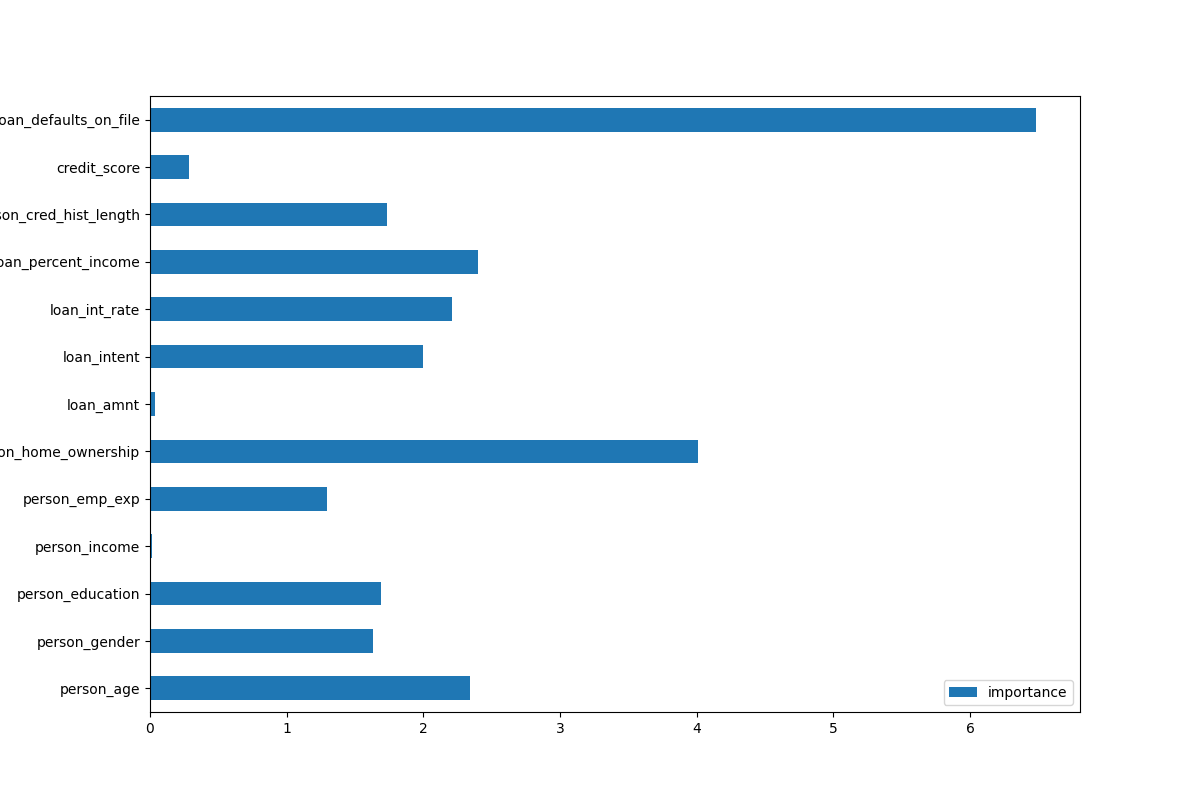 oan_defaults_on_file
credit_score
son_cred_hist_length
oan_percent_income
loan_int_rate
loan_intent
loan_amnt
on_home_ownership
person_emp_exp
person_income
person_education
person_gender
person_age
importance
0 1 2 3 4 5 6